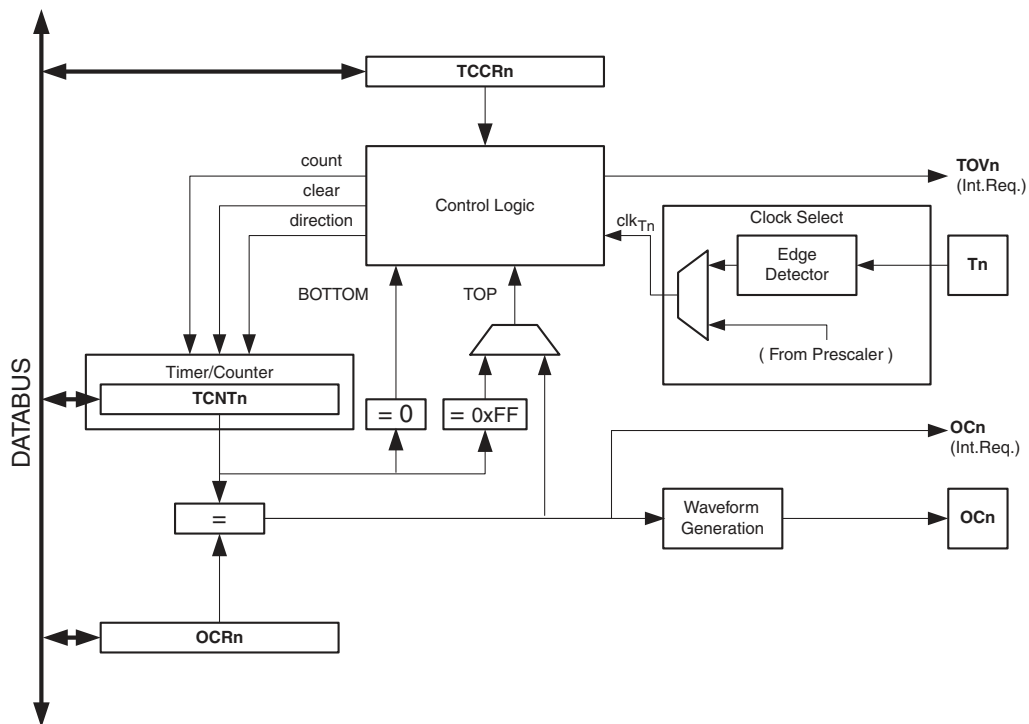 TCCRn
count
clear
direction
Control Logic
TOVn
(Int.Req.)
clkTn
Clock Select
Edge
Detector
Tn
( From Prescaler )
BOTTOM
TOP
DATABUS
Timer/Counter
TCNTn
= 0
= 0xFF
OCn
(Int.Req.)
=
Waveform
Generation
OCn
OCRn